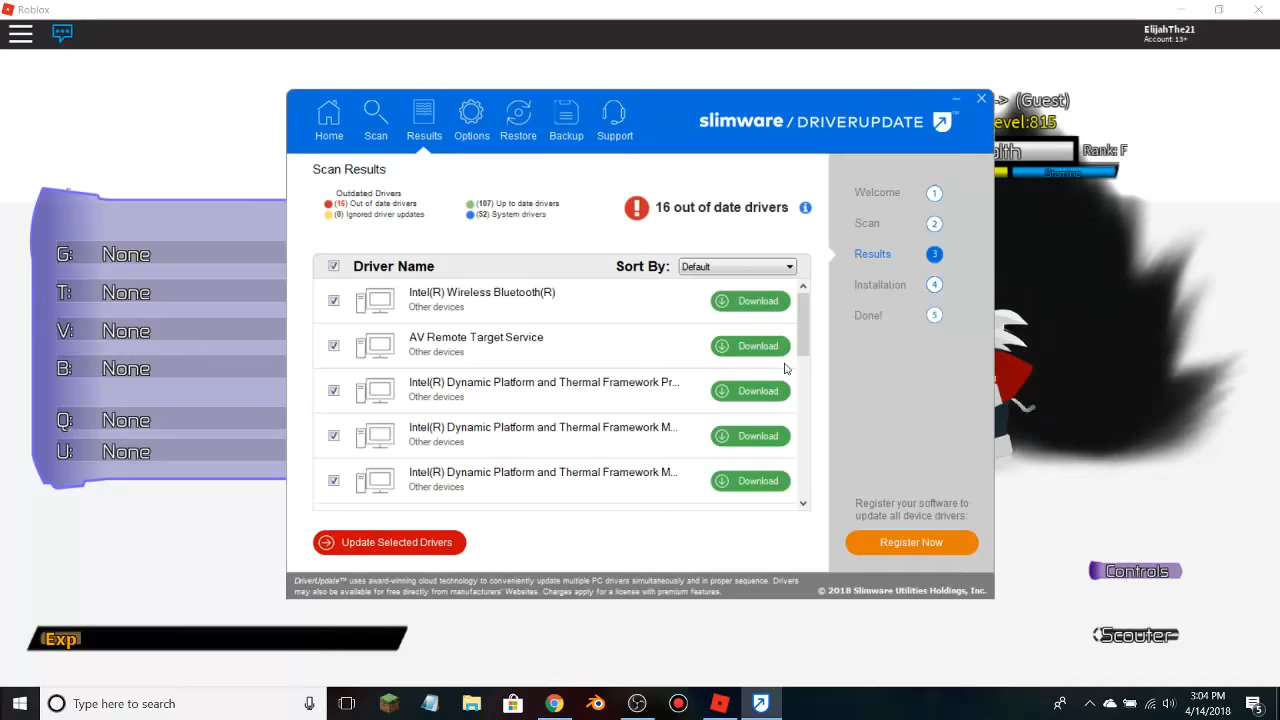 Roblox
ElijahThe21
Account: 13+
Home
Scan
Results
Options
Restore
Backup
Support
slimware / DRIVERUPDATE
-> (Guest)
evel:815
lth
Rank: F
Stamina
Scan Results
Outdated Drivers
(16) Out of date drivers
(107) Up to date drivers
(0) Ignored driver updates
(52) System drivers
16 out of date drivers
Welcome 1
Scan 2
Results 3
Installation 4
Done! 5
Driver Name
Sort By:
Default
Intel(R) Wireless Bluetooth(R)
Other devices
Download
AV Remote Target Service
Other devices
Download
Intel(R) Dynamic Platform and Thermal Framework Pr...
Other devices
Download
Intel(R) Dynamic Platform and Thermal Framework M...
Other devices
Download
Intel(R) Dynamic Platform and Thermal Framework M...
Other devices
Download
G: None
T: None
V: None
B: None
Q: None
U: None
Register your software to
update all device drivers:
Update Selected Drivers
Register Now
DriverUpdate™ uses award-winning cloud technology to conveniently update multiple PC drivers simultaneously and in proper sequence. Drivers
may also be available for free directly from manufacturers' Websites. Charges apply for a license with premium features.
© 2018 Slimware Utilities Holdings, Inc.
Controls
Exp
Scouter
Type here to search
3:04 PM
4/14/2018
5